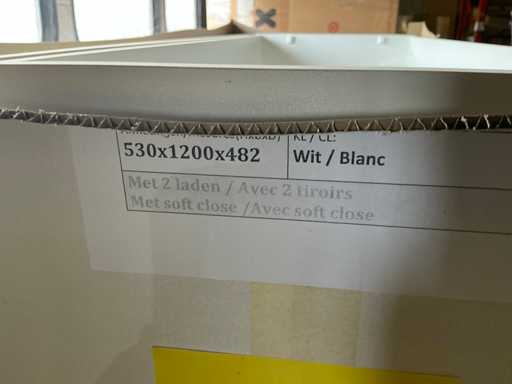 KL / CL:
530x1200x482
Wit / Blanc
Met 2 laden / Avec 2 tiroirs
Met soft close /Avec soft close